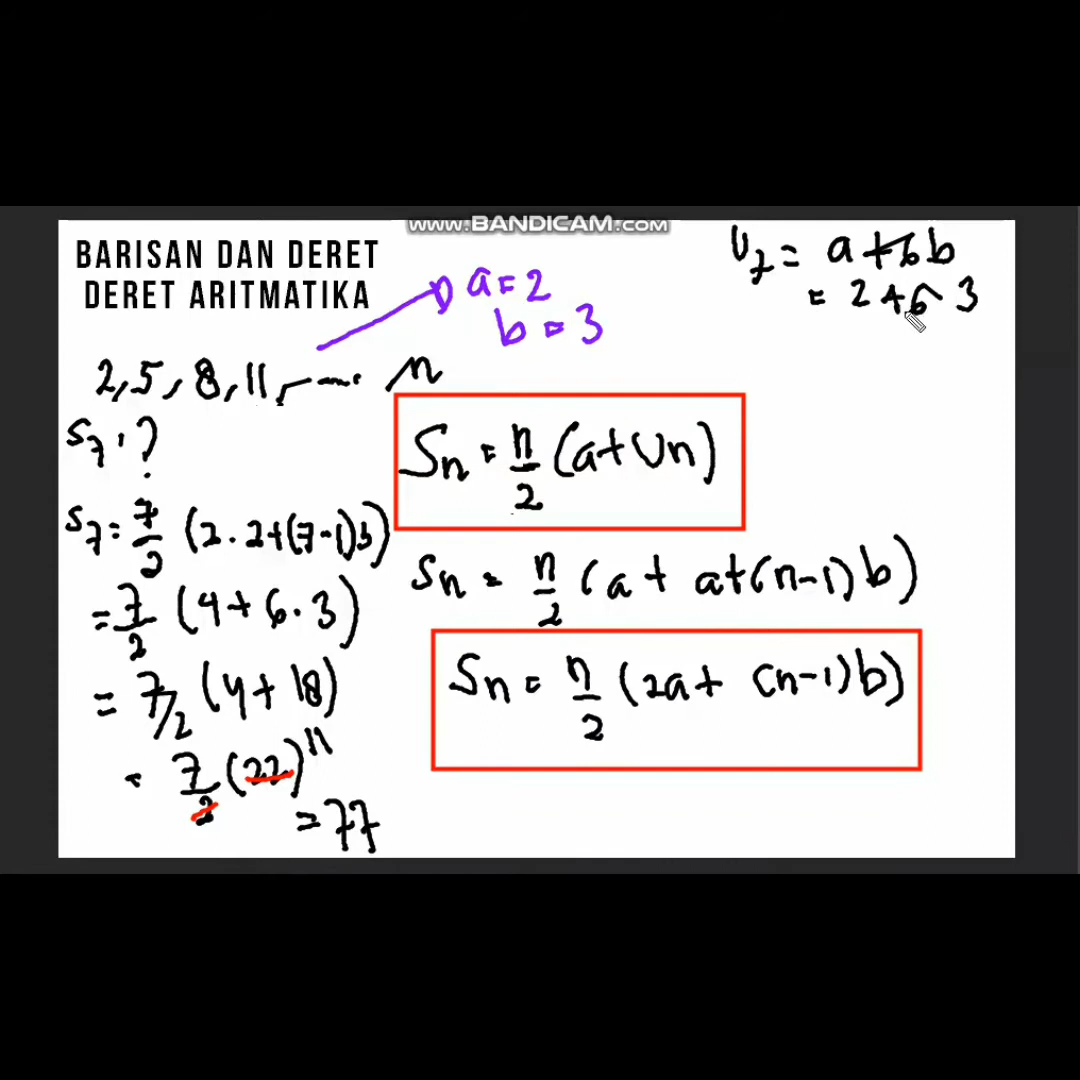 www.BANDICAM.com
BARISAN DAN DERET
DERET ARITMATIKA
a = 2
b = 3
U7 = a + 6b
= 2 + 6 3
2, 5, 8, 11, ---- n
S7 : ?
Sn = n/2 (a + Un)
S7 = 7/2 (2 . 2 + (7-1)b)
Sn = n/2 (a + a + (n-1) b)
= 7/2 (4 + 6 . 3)
Sn = n/2 (2a + (n-1) b)
= 7/2 (4 + 18)
= 7/2 (22) 11
= 77